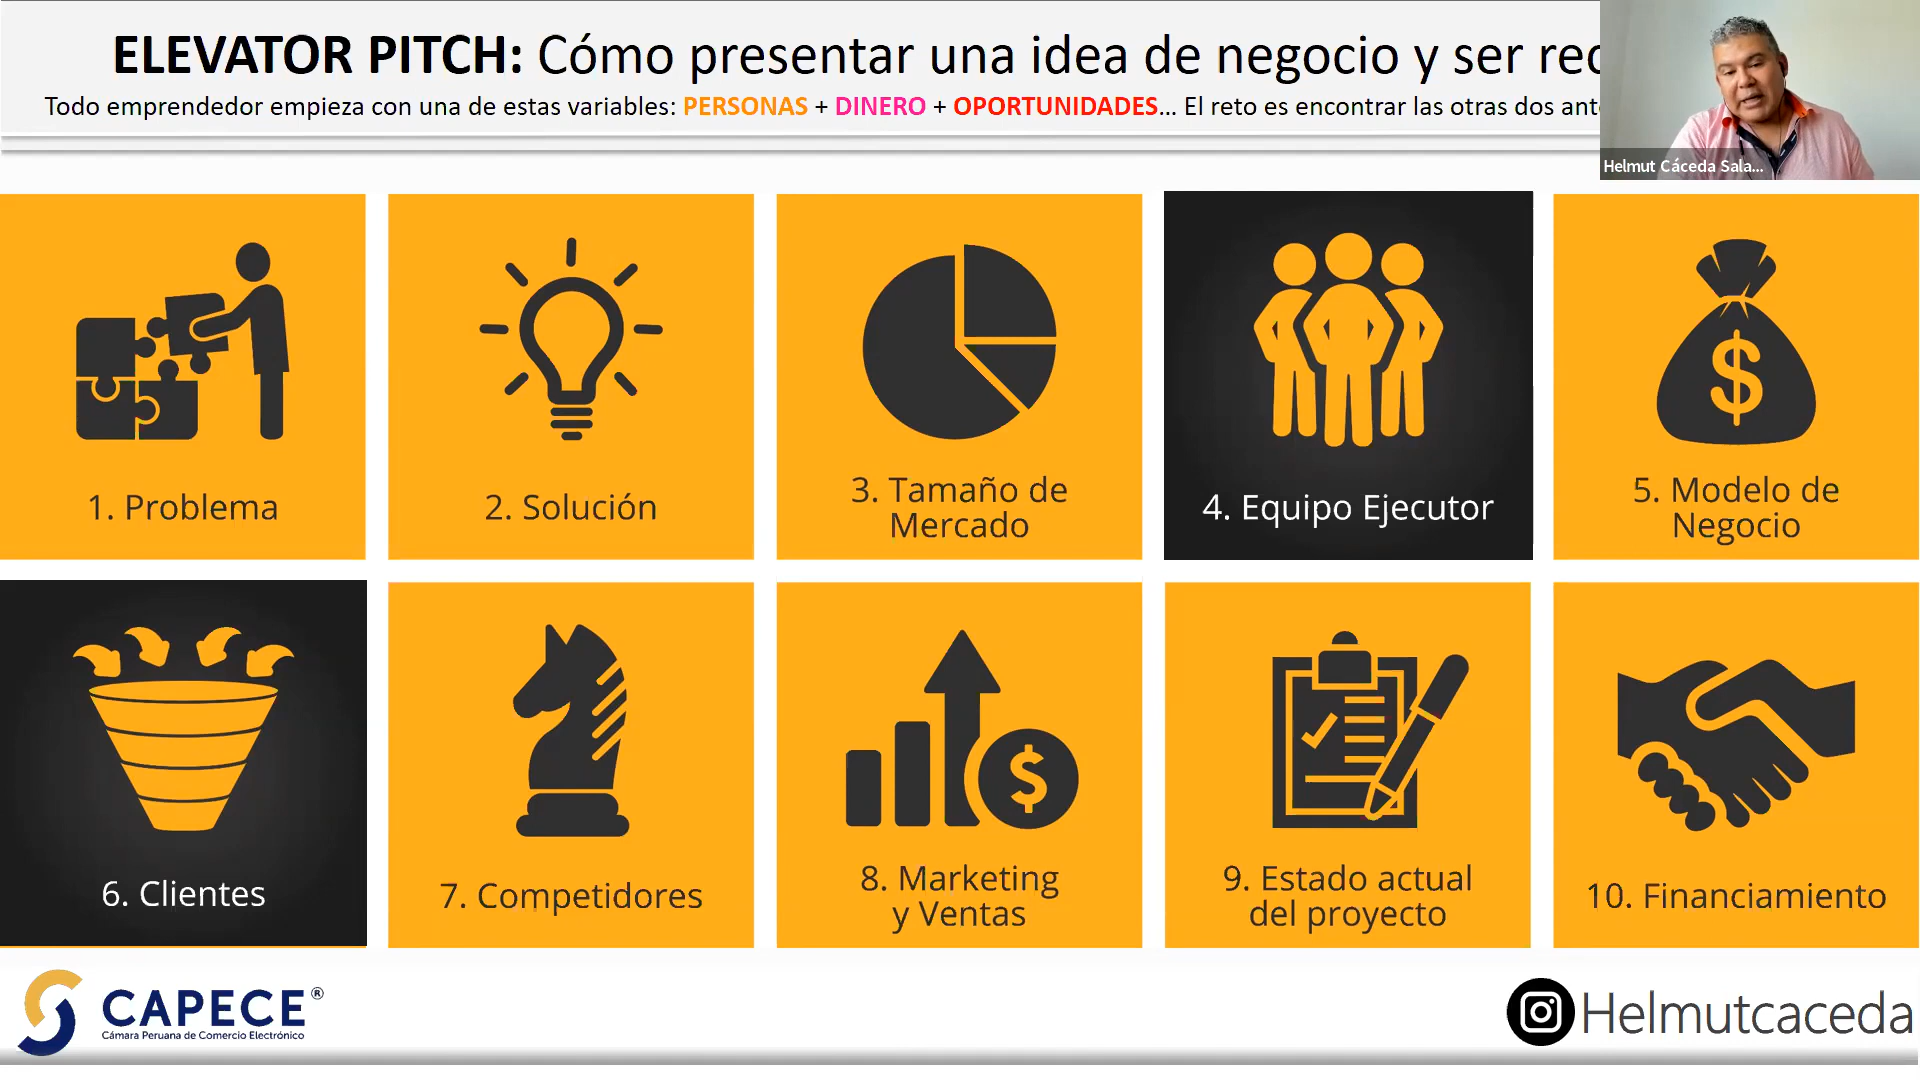 ELEVATOR PITCH: Cómo presentar una idea de negocio y ser
Todo emprendedor empieza con una de estas variables: PERSONAS + DINERO + OPORTUNIDADES... El reto es encontrar las otras dos
Helmut Cáceda Sala...
1. Problema
2. Solución
3. Tamaño de
Mercado
4. Equipo Ejecutor
5. Modelo de
Negocio
$
6. Clientes
7. Competidores
8. Marketing
y Ventas
$
9. Estado actual
del proyecto
10. Financiamiento
CAPECE®
Cámara Peruana de Comercio Electrónico
Helmutcaceda